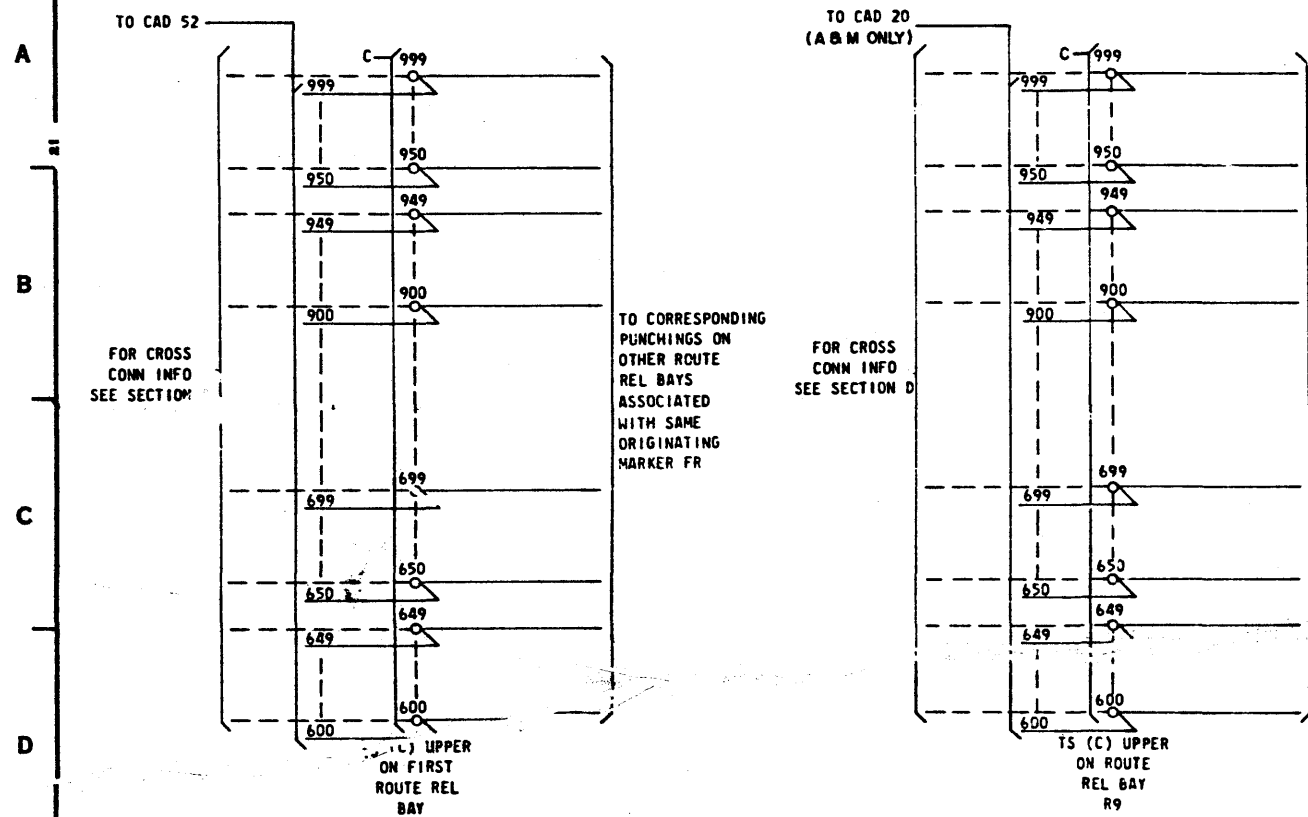 TO CAD 52
C 999
999
950
950
949
949
900
900
699
699
650
650
649
649
600
600
FOR CROSS
CONN INFO
SEE SECTION
TO CORRESPONDING
PUNCHINGS ON
OTHER ROUTE
REL BAYS
ASSOCIATED
WITH SAME
ORIGINATING
MARKER FR
(C) UPPER
ON FIRST
ROUTE REL
BAY
TO CAD 20
(A & M ONLY)
C 999
999
950
950
949
949
900
900
699
699
650
650
649
649
600
600
FOR CROSS
CONN INFO
SEE SECTION D
TS (C) UPPER
ON ROUTE
REL BAY
R9
A
21
B
C
D